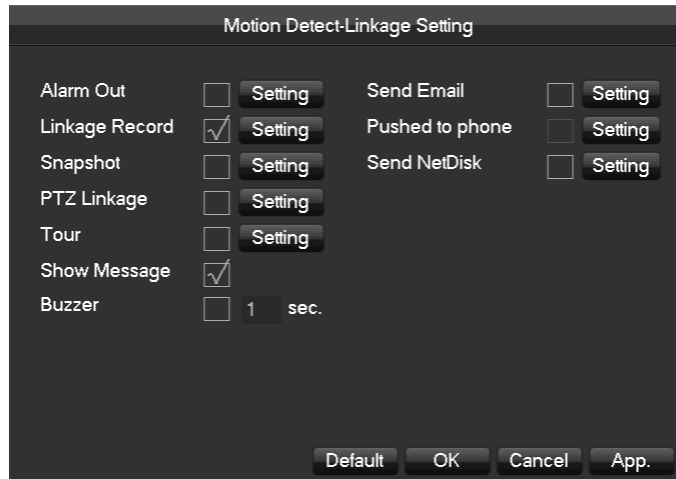 Motion Detect-Linkage Setting
Alarm Out Setting Send Email Setting
Linkage Record Setting Pushed to phone Setting
Snapshot Setting Send NetDisk Setting
PTZ Linkage Setting
Tour Setting
Show Message
Buzzer 1 sec.
Default OK Cancel App.